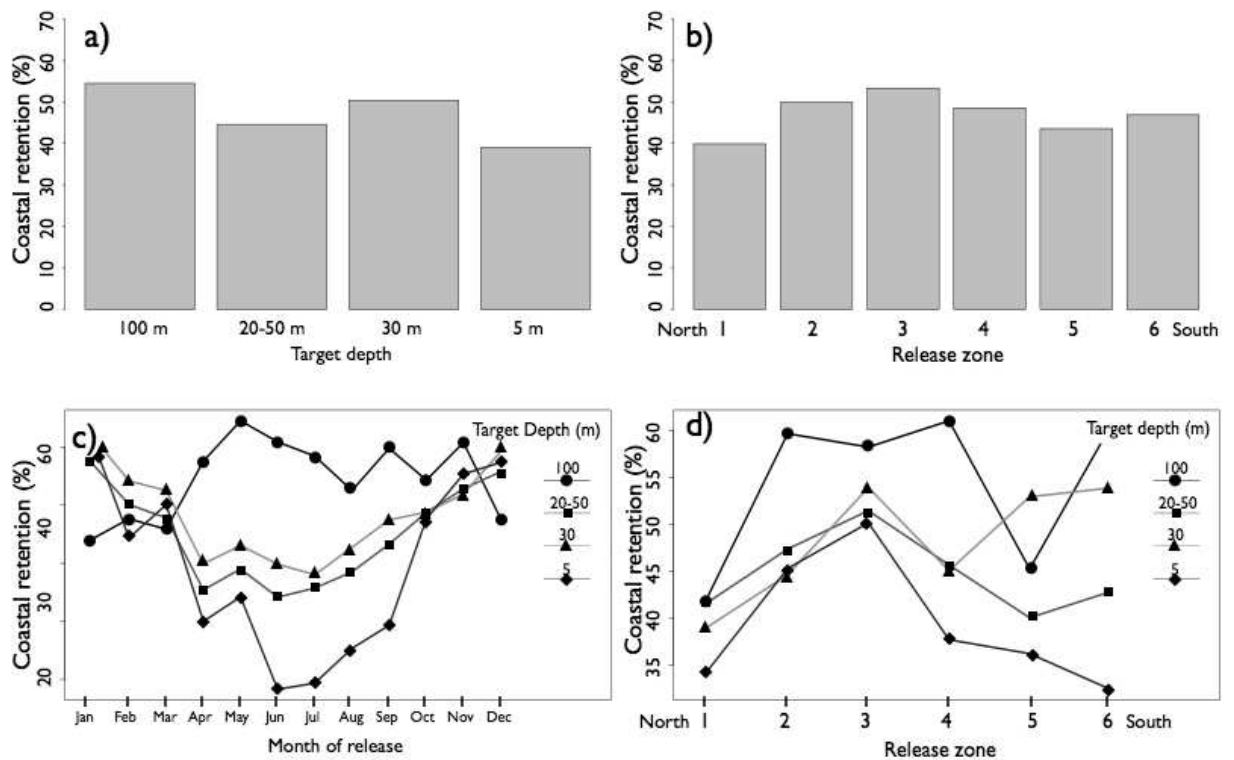 a)
Coastal retention (%)
0 10 20 30 40 50 60 70
100 m 20-50 m 30 m 5 m
Target depth
b)
Coastal retention (%)
0 10 20 30 40 50 60 70
North 1 2 3 4 5 6 South
Release zone
c)
Coastal retention (%)
20 30 40 60
Target Depth (m)
100
20-50
30
5
Jan Feb Mar Apr May Jun Jul Aug Sep Oct Nov Dec
Month of release
d)
Coastal retention (%)
35 40 45 50 55 60
Target depth (m)
100
20-50
30
5
North 1 2 3 4 5 6 South
Release zone